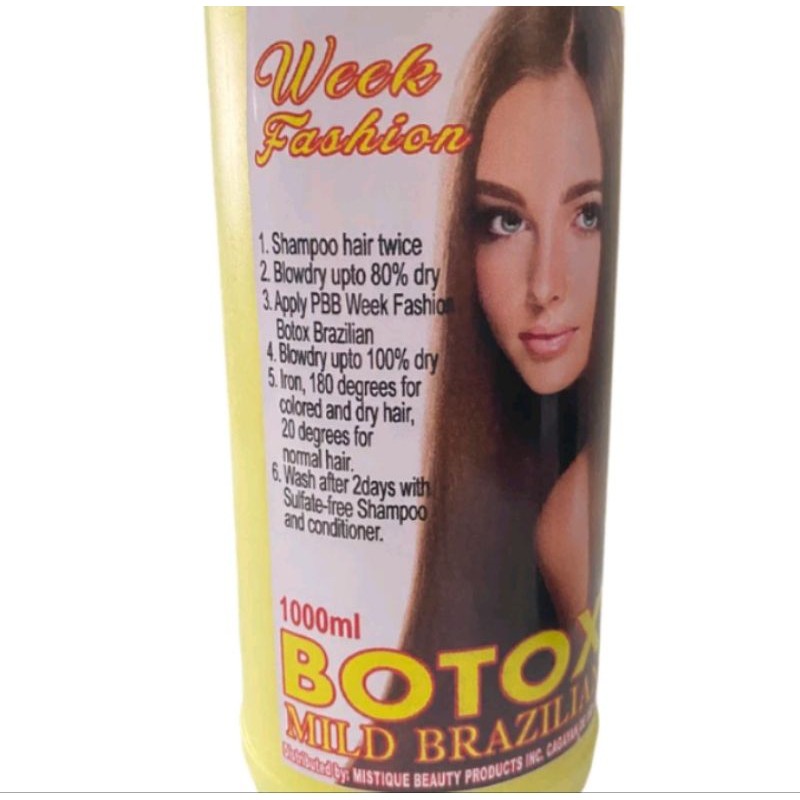 Week
Fashion
1. Shampoo hair twice
2. Blowdry upto 80% dry
3. Apply PBB Week Fashion
Botox Brazilian
4. Blowdry upto 100% dry
5. Iron, 180 degrees for
colored and dry hair,
20 degrees for
normal hair.
6. Wash after 2days with
Sulfate-free Shampoo
and conditioner.
1000ml
BOTOX
MILD BRAZILIAN
Distributed by: MISTIQUE BEAUTY PRODUCTS INC. CAGAYAN DE